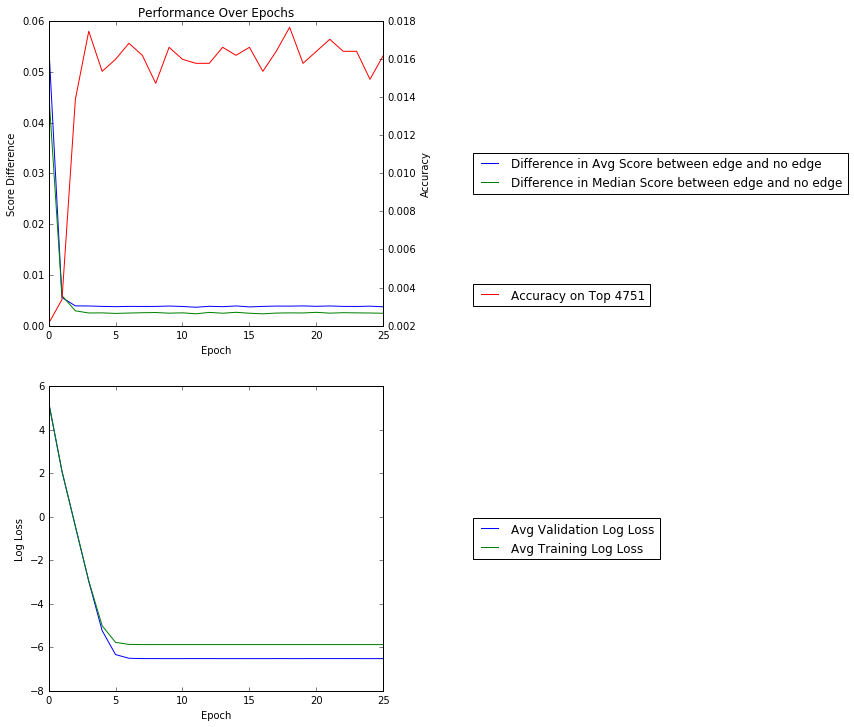 Performance Over Epochs
0.06
0.05
0.04
0.03
0.02
0.01
0.00
Score Difference
0.018
0.016
0.014
0.012
0.010
0.008
0.006
0.004
0.002
Accuracy
0 5 10 15 20 25
Epoch
Difference in Avg Score between edge and no edge
Difference in Median Score between edge and no edge
Accuracy on Top 4751
6
4
2
0
−2
−4
−6
−8
Log Loss
0 5 10 15 20 25
Epoch
Avg Validation Log Loss
Avg Training Log Loss